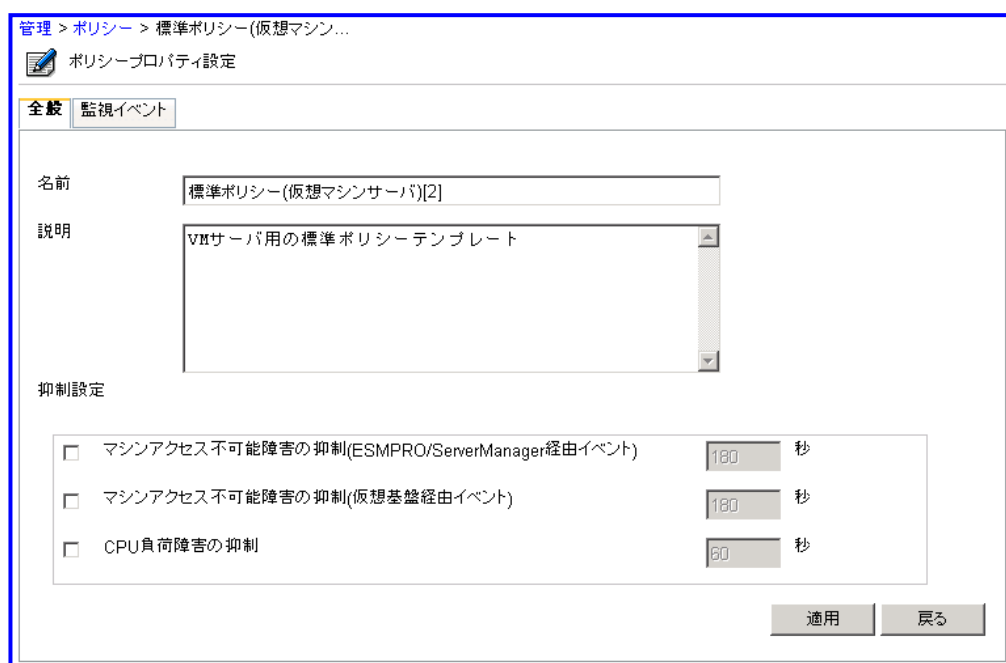 管理 > ポリシー > 標準ポリシー(仮想マシン...
ポリシープロパティ設定
全般 監視イベント
名前 標準ポリシー(仮想マシンサーバ)[2]
説明 VMサーバ用の標準ポリシーテンプレート
抑制設定
マシンアクセス不可能障害の抑制(ESMPRO/ServerManager経由イベント) 180 秒
マシンアクセス不可能障害の抑制(仮想基盤経由イベント) 180 秒
CPU負荷障害の抑制 60 秒
適用 戻る